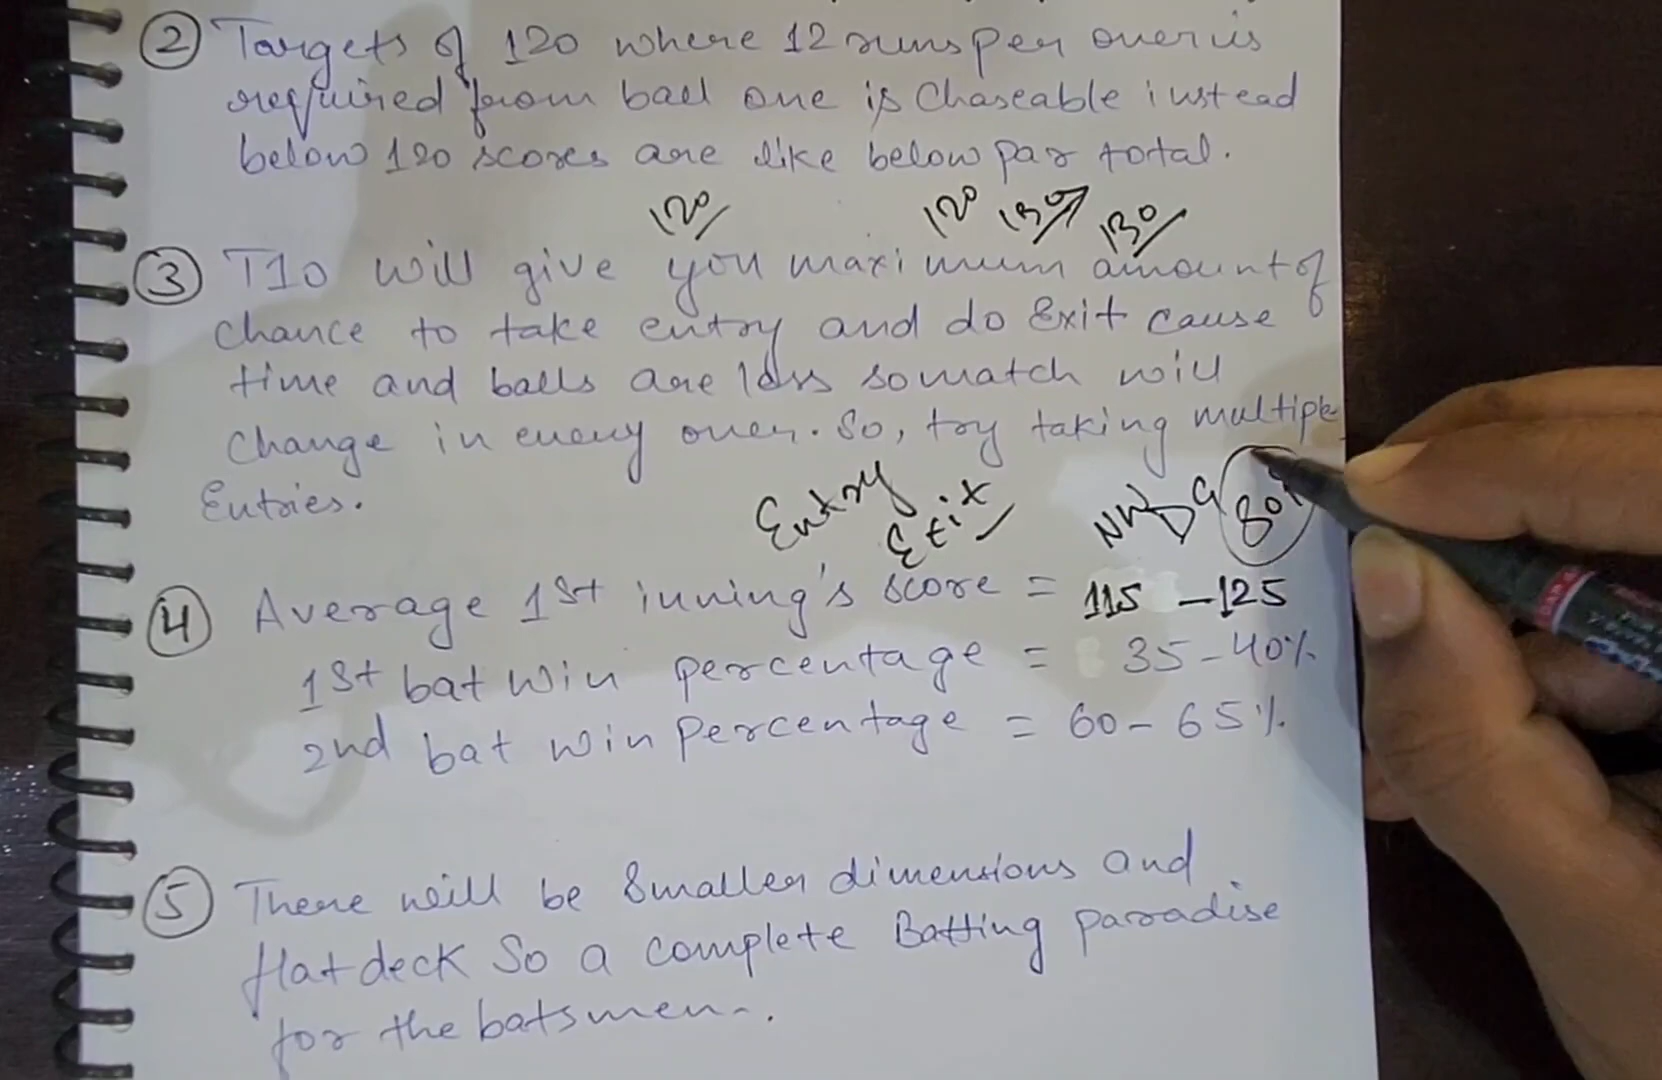 ② Targets of 120 where 12 runs per over is
required from ball one is Chaseable instead
below 120 scores are like below par total.
120 120 130 130
③ T10 will give you maximum amount of
chance to take entry and do Exit cause
time and balls are less so match will
Change in every over. So, try taking multiple
Entries.
Entry
Exit
④ Average 1st inning's score = 115 - 125
1st bat win percentage = 35 - 40%
2nd bat win percentage = 60 - 65%
⑤ There will be Smaller dimensions and
flat deck So a complete Batting paradise
for the batsmen..